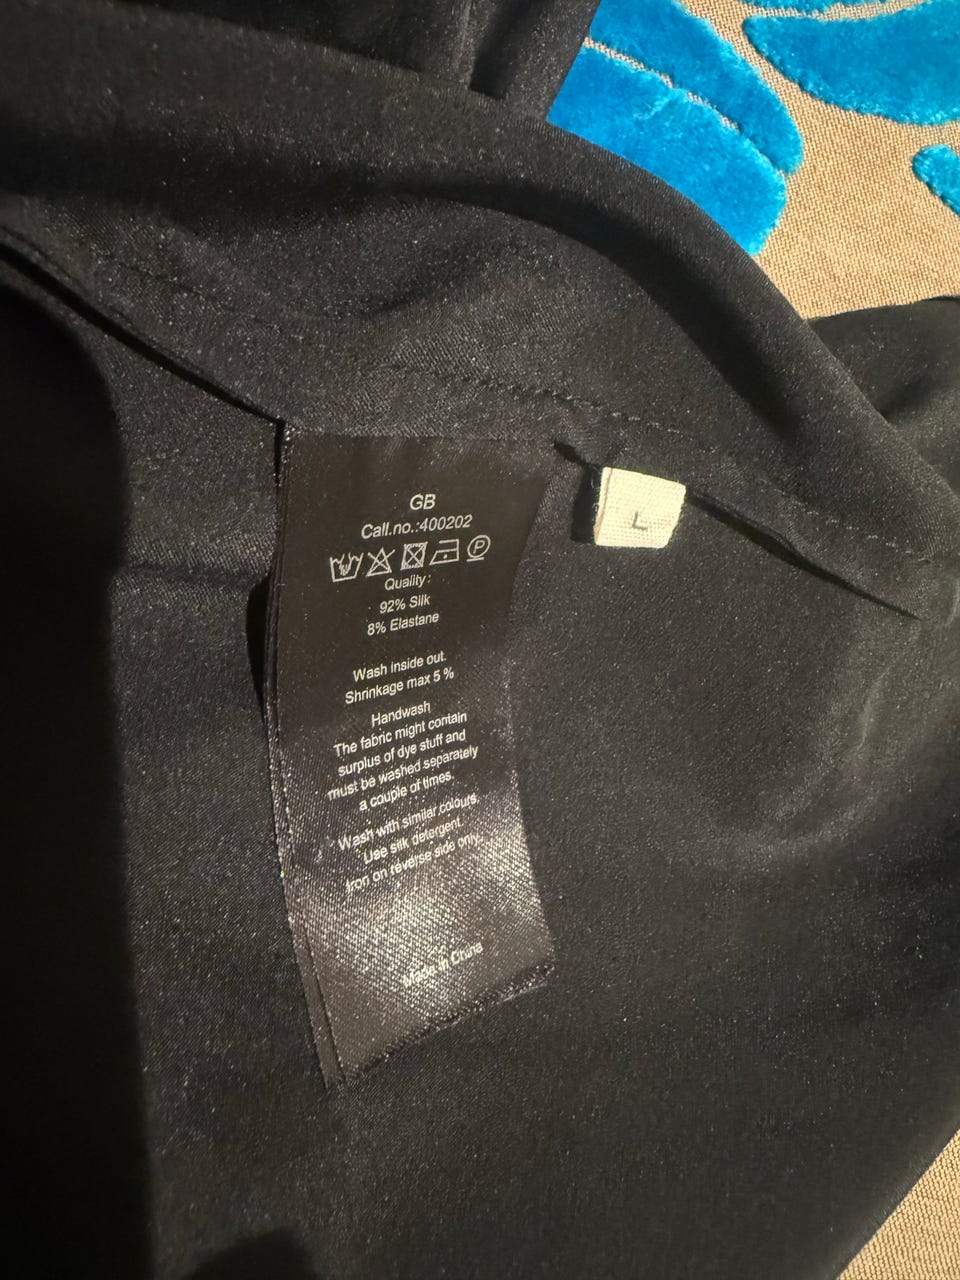 GB
Call.no.:400202
P
Quality:
92% Silk
8% Elastane
Wash inside out.
Shrinkage max 5 %
Handwash
The fabric might contain
surplus of dye stuff and
must be washed separately
a couple of times.
Wash with similar colours.
Use silk detergent.
Iron on reverse side only.
Made in China
L